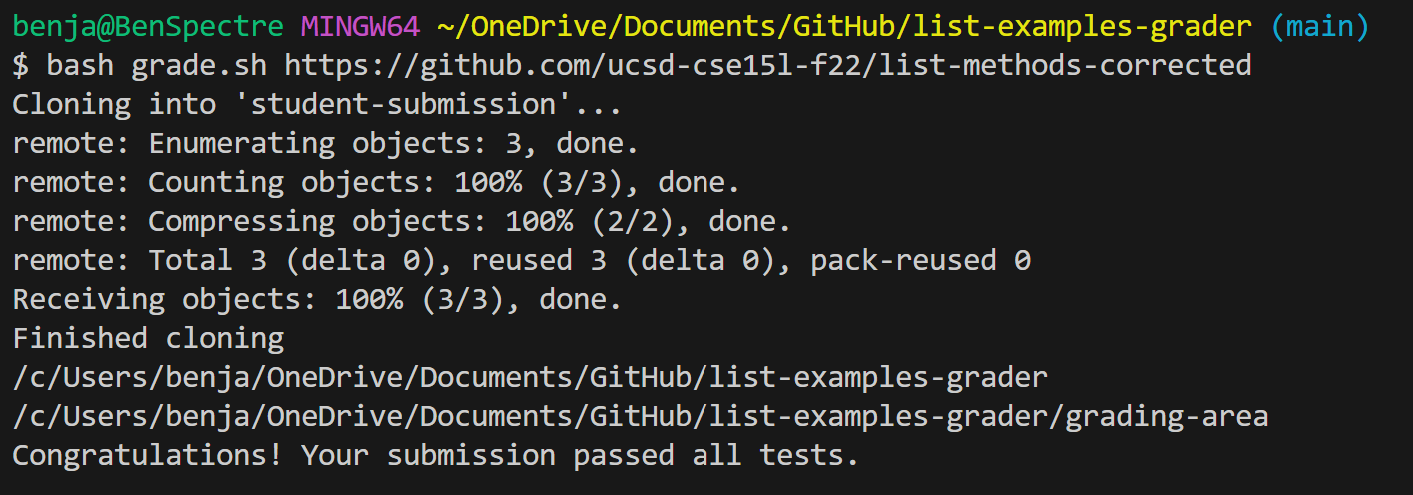 benja@BenSpectre MINGW64 ~/OneDrive/Documents/GitHub/list-examples-grader (main)
$ bash grade.sh https://github.com/ucsd-cse15l-f22/list-methods-corrected
Cloning into 'student-submission'...
remote: Enumerating objects: 3, done.
remote: Counting objects: 100% (3/3), done.
remote: Compressing objects: 100% (2/2), done.
remote: Total 3 (delta 0), reused 3 (delta 0), pack-reused 0
Receiving objects: 100% (3/3), done.
Finished cloning
/c/Users/benja/OneDrive/Documents/GitHub/list-examples-grader
/c/Users/benja/OneDrive/Documents/GitHub/list-examples-grader/grading-area
Congratulations! Your submission passed all tests.